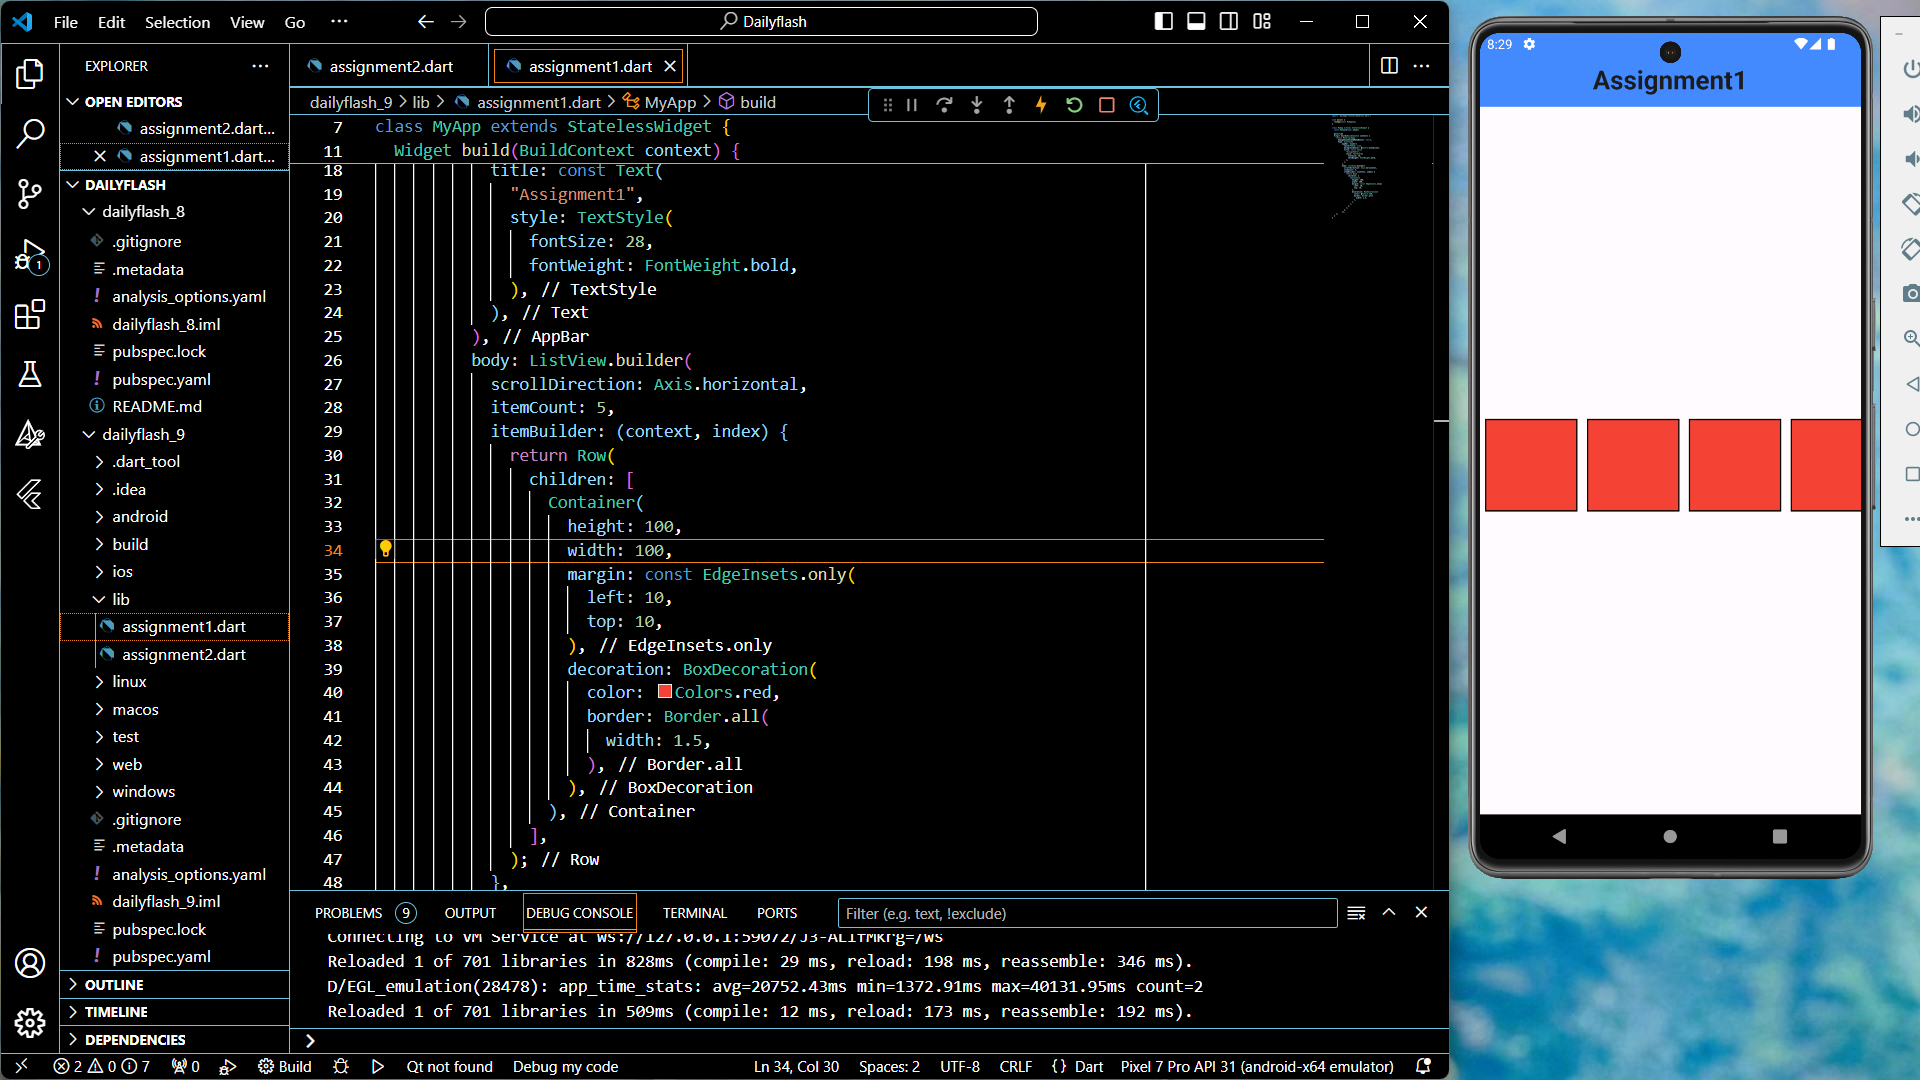 File Edit Selection View Go ··· Dailyflash
EXPLORER
OPEN EDITORS
assignment2.dart...
assignment1.dart...
DAILYFLASH
dailyflash_8
.gitignore
.metadata
analysis_options.yaml
dailyflash_8.iml
pubspec.lock
pubspec.yaml
README.md
dailyflash_9
.dart_tool
.idea
android
build
ios
lib
assignment1.dart
assignment2.dart
linux
macos
test
web
windows
.gitignore
.metadata
analysis_options.yaml
dailyflash_9.iml
pubspec.lock
pubspec.yaml
OUTLINE
TIMELINE
DEPENDENCIES
1
assignment2.dart assignment1.dart
dailyflash_9 > lib > assignment1.dart > MyApp > build
7 class MyApp extends StatelessWidget {
11 Widget build(BuildContext context) {
18 title: const Text(
19 "Assignment1",
20 style: TextStyle(
21 fontSize: 28,
22 fontWeight: FontWeight.bold,
23 ), // TextStyle
24 ), // Text
25 ), // AppBar
26 body: ListView.builder(
27 scrollDirection: Axis.horizontal,
28 itemCount: 5,
29 itemBuilder: (context, index) {
30 return Row(
31 children: [
32 Container(
33 height: 100,
34 width: 100,
35 margin: const EdgeInsets.only(
36 left: 10,
37 top: 10,
38 ), // EdgeInsets.only
39 decoration: BoxDecoration(
40 color: Colors.red,
41 border: Border.all(
42 width: 1.5,
43 ), // Border.all
44 ), // BoxDecoration
45 ), // Container
46 ],
47 ); // Row
48 },
PROBLEMS 9 OUTPUT DEBUG CONSOLE TERMINAL PORTS Filter (e.g. text, !exclude)
Connecting to VM Service at ws://127.0.0.1:59072/
Reloaded 1 of 701 libraries in 828ms (compile: 29 ms, reload: 198 ms, reassemble: 346 ms).
D/EGL_emulation(28478): app_time_stats: avg=20752.43ms min=1372.91ms max=40131.95ms count=2
Reloaded 1 of 701 libraries in 509ms (compile: 12 ms, reload: 173 ms, reassemble: 192 ms).
2 0 7 0 Build Qt not found Debug my code Ln 34, Col 30 Spaces: 2 UTF-8 CRLF {} Dart Pixel 7 Pro API 31 (android-x64 emulator)
8:29
Assignment1